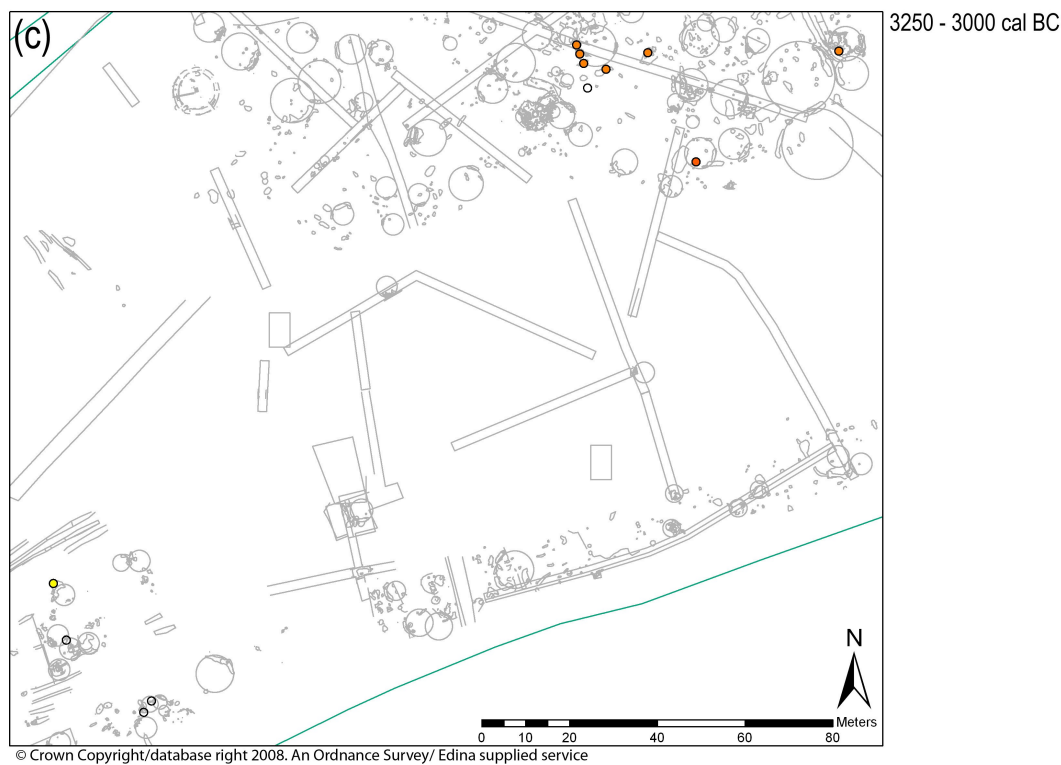 (c)
3250 - 3000 cal BC
N
Meters
0 10 20 40 60 80
© Crown Copyright/database right 2008. An Ordnance Survey/ Edina supplied service